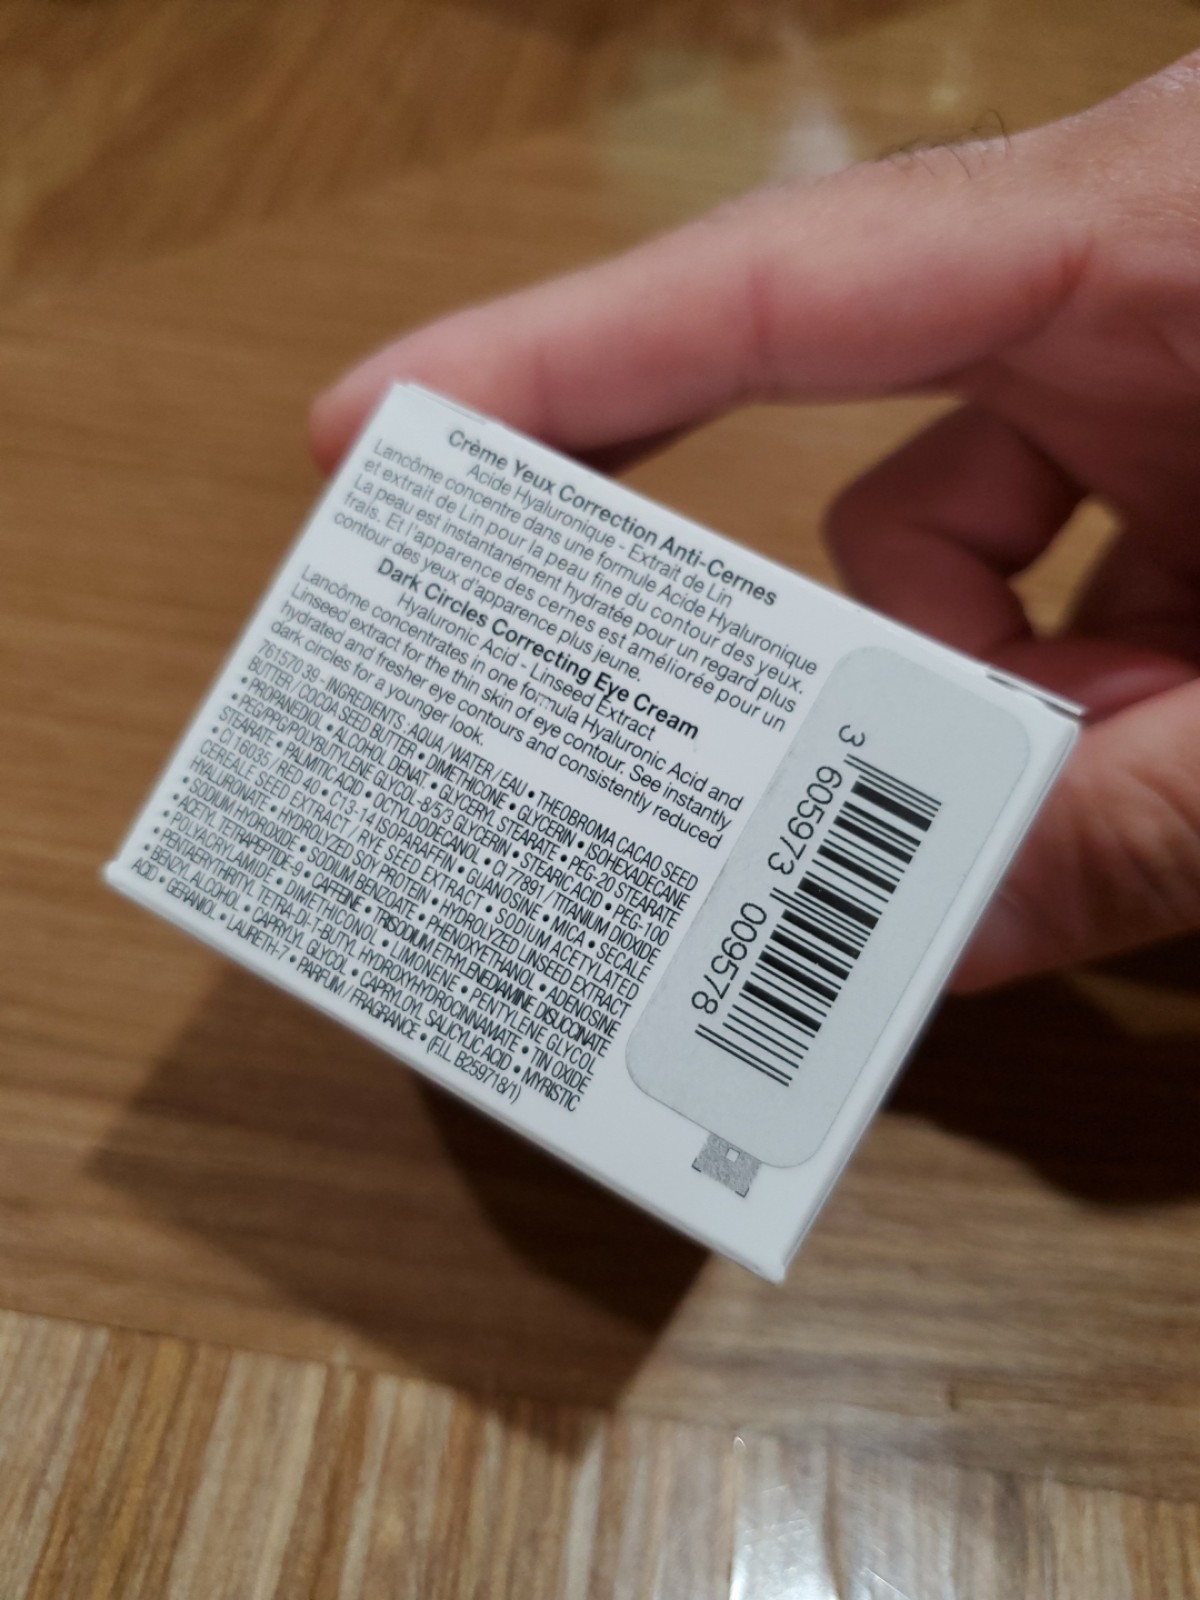 Crème Yeux Correction Anti-Cernes
Acide Hyaluronique - Extrait de Lin
Lancôme concentre dans une formule Acide Hyaluronique
et extrait de Lin pour la peau fine du contour des yeux.
La peau est instantanément hydratée pour un regard plus
frais. Et l'apparence des cernes est améliorée pour un
contour des yeux d'apparence plus jeune.
Dark Circles Correcting Eye Cream
Hyaluronic Acid - Linseed Extract
Lancôme concentrates in one formula Hyaluronic Acid and
Linseed extract for the thin skin of eye contour. See instantly
hydrated and fresher eye contours and consistently reduced
dark circles for a younger look.
761570 39 - INGREDIENTS : AQUA / WATER / EAU • THEOBROMA CACAO SEED
BUTTER / COCOA SEED BUTTER • DIMETHICONE • GLYCERIN • ISOHEXADECANE
• PROPANEDIOL • ALCOHOL DENAT. • GLYCERYL STEARATE • PEG-20 STEARATE
• PEG/PPG/POLYBUTYLENE GLYCOL-8/5/3 GLYCERIN • STEARIC ACID • PEG-100
STEARATE • PALMITIC ACID • OCTYLDODECANOL • CI 77891 / TITANIUM DIOXIDE
• CI 16035 / RED 40 • C13-14 ISOPARAFFIN • GUANOSINE • MICA • SECALE
CEREALE SEED EXTRACT / RYE SEED EXTRACT • SODIUM ACETYLATED
HYALURONATE • HYDROLYZED SOY PROTEIN • HYDROLYZED LINSEED EXTRACT
• SODIUM HYDROXIDE • SODIUM BENZOATE • PHENOXYETHANOL • ADENOSINE
• ACETYL TETRAPEPTIDE-9 • CAFFEINE • TRISODIUM ETHYLENEDIAMINE DISUCCINATE
• POLYACRYLAMIDE • DIMETHICONOL • LIMONENE • PENTYLENE GLYCOL
• PENTAERYTHRITYL TETRA-DI-T-BUTYL HYDROXYHYDROCINNAMATE • TIN OXIDE
• BENZYL ALCOHOL • CAPRYLYL GLYCOL • CAPRYLOYL SALICYLIC ACID • MYRISTIC
ACID • GERANIOL • LAURETH-7 • PARFUM / FRAGRANCE • (F.I.L. B259718/1)
3 605973 009578